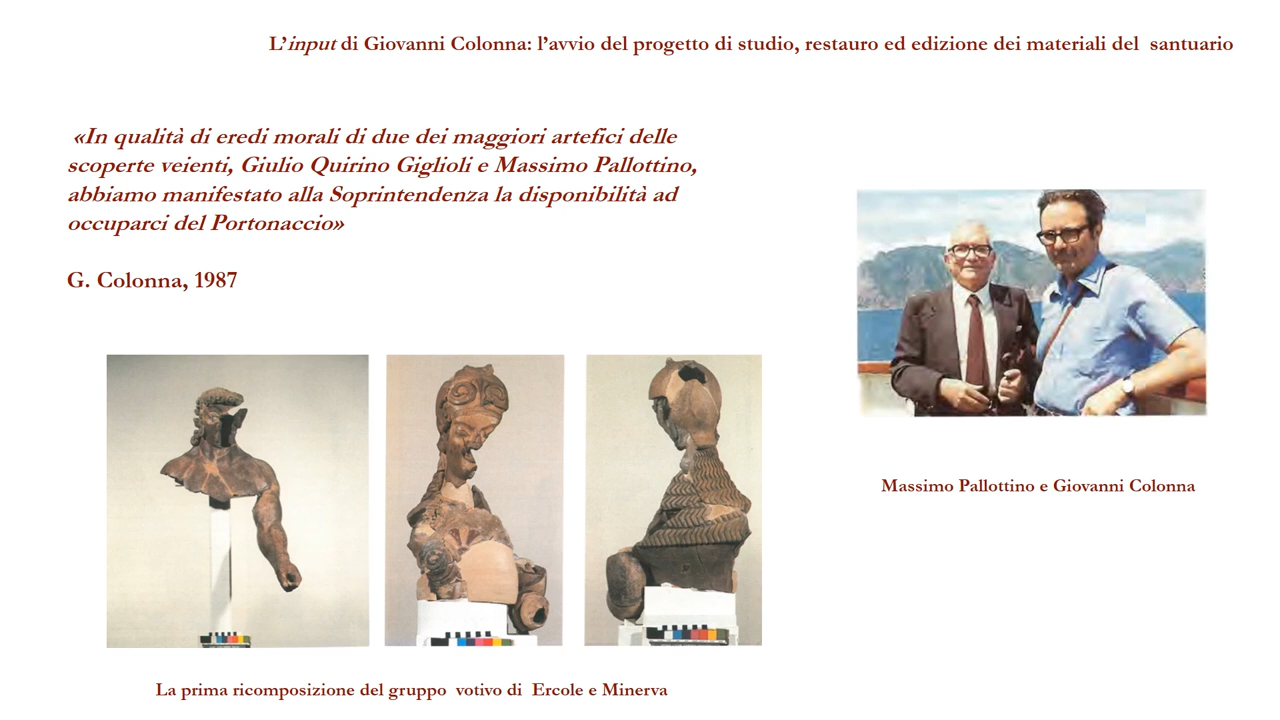 L'input di Giovanni Colonna: l'avvio del progetto di studio, restauro ed edizione dei materiali del santuario
«In qualità di eredi morali di due dei maggiori artefici delle
scoperte veienti, Giulio Quirino Giglioli e Massimo Pallottino,
abbiamo manifestato alla Soprintendenza la disponibilità ad
occuparci del Portonaccio»
G. Colonna, 1987
Massimo Pallottino e Giovanni Colonna
La prima ricomposizione del gruppo votivo di Ercole e Minerva